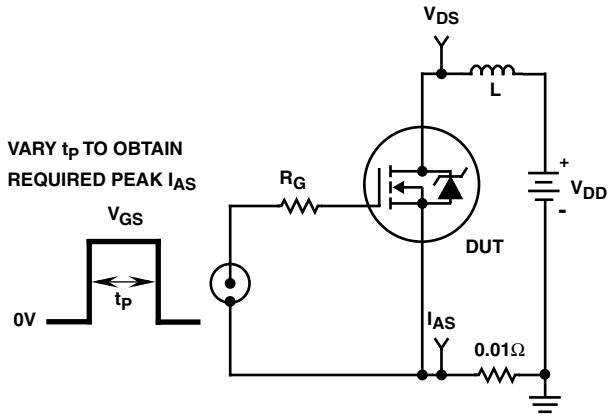 V_DS
L
VARY t_P TO OBTAIN
REQUIRED PEAK I_AS
R_G
+
V_DD
-
V_GS
DUT
t_P
0V
I_AS
0.01Ω